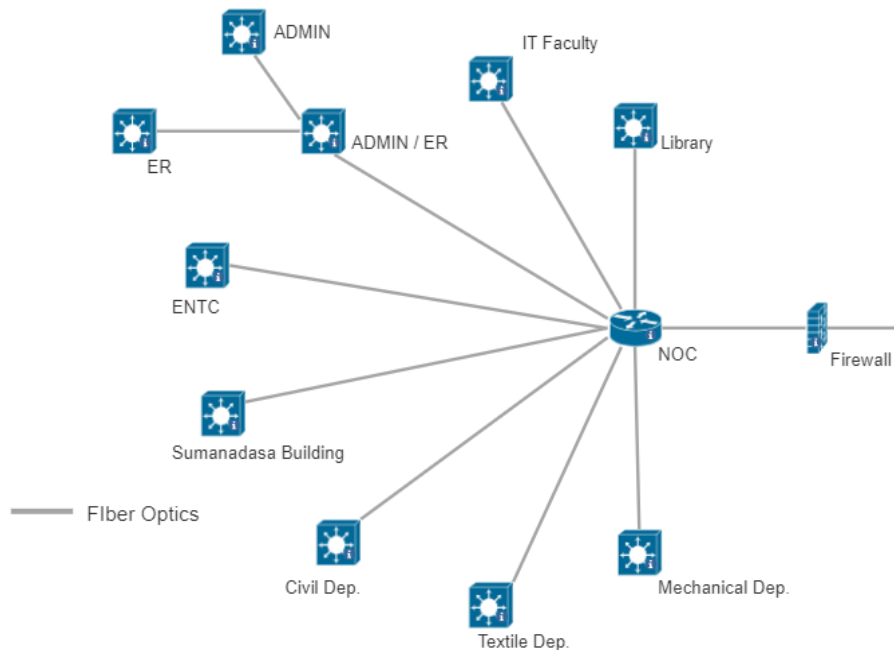 ADMIN
IT Faculty
ADMIN / ER
Library
ER
ENTC
NOC
Firewall
Sumanadasa Building
FIber Optics
Civil Dep.
Mechanical Dep.
Textile Dep.